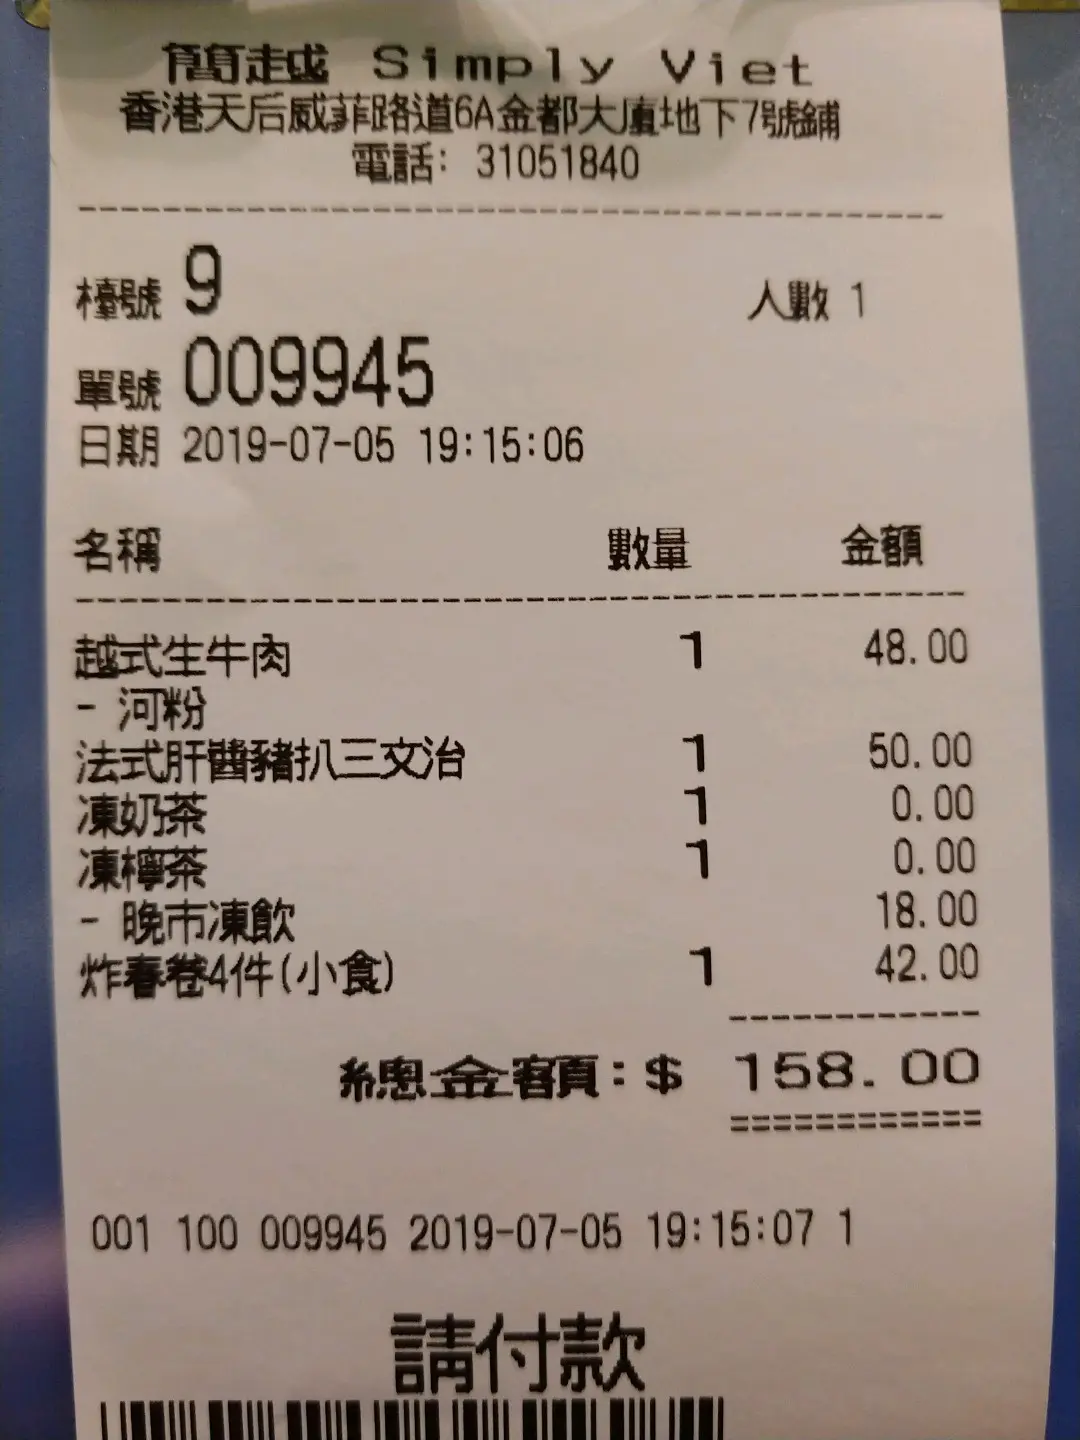 簡越 Simply Viet
香港天后威菲路道6A金都大廈地下7號鋪
電話: 31051840
檯號 9 人數 1
單號 009945
日期 2019-07-05 19:15:06
名稱 數量 金額
越式生牛肉 1 48.00
- 河粉
法式肝醬豬扒三文治 1 50.00
凍奶茶 1 0.00
凍檸茶 1 0.00
- 晚市凍飲 18.00
炸春卷4件(小食) 1 42.00
總金額:$ 158.00
001 100 009945 2019-07-05 19:15:07 1
請付款